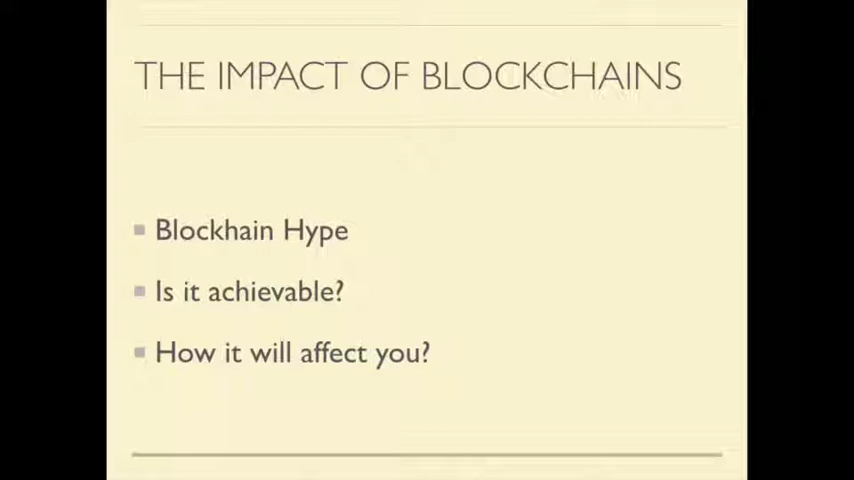 THE IMPACT OF BLOCKCHAINS
Blockhain Hype
Is it achievable?
How it will affect you?